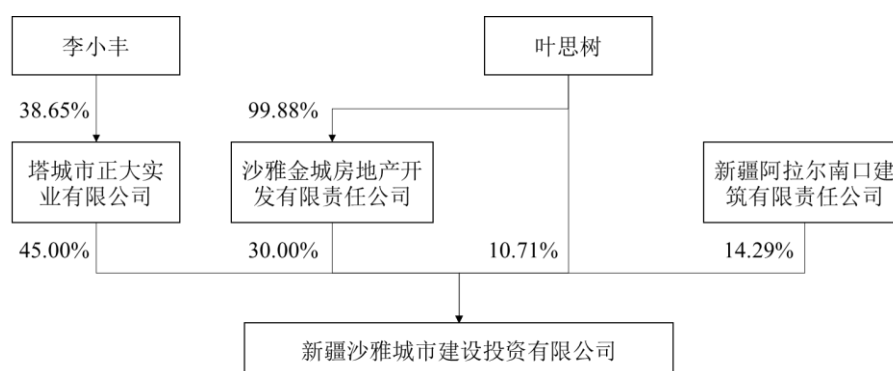 李小丰
叶思树
38.65%
99.88%
塔城市正大实
业有限公司
沙雅金城房地产开
发有限责任公司
新疆阿拉尔南口建
筑有限责任公司
45.00%
30.00%
10.71%
14.29%
新疆沙雅城市建设投资有限公司